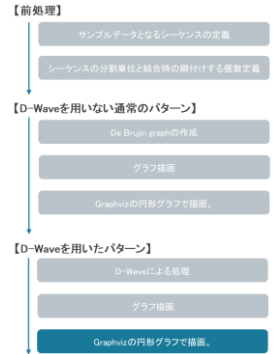 【前処理】
サンプルデータとなるシーケンスの定義
シーケンスの分割単位と結合時の糊付けする個数定義
【D-Waveを用いない通常のパターン】
De Brujin graphの作成
グラフ描画
Graphvizの円形グラフで描画。
【D-Waveを用いたパターン】
D-Waveによる処理
グラフ描画
Graphvizの円形グラフで描画。